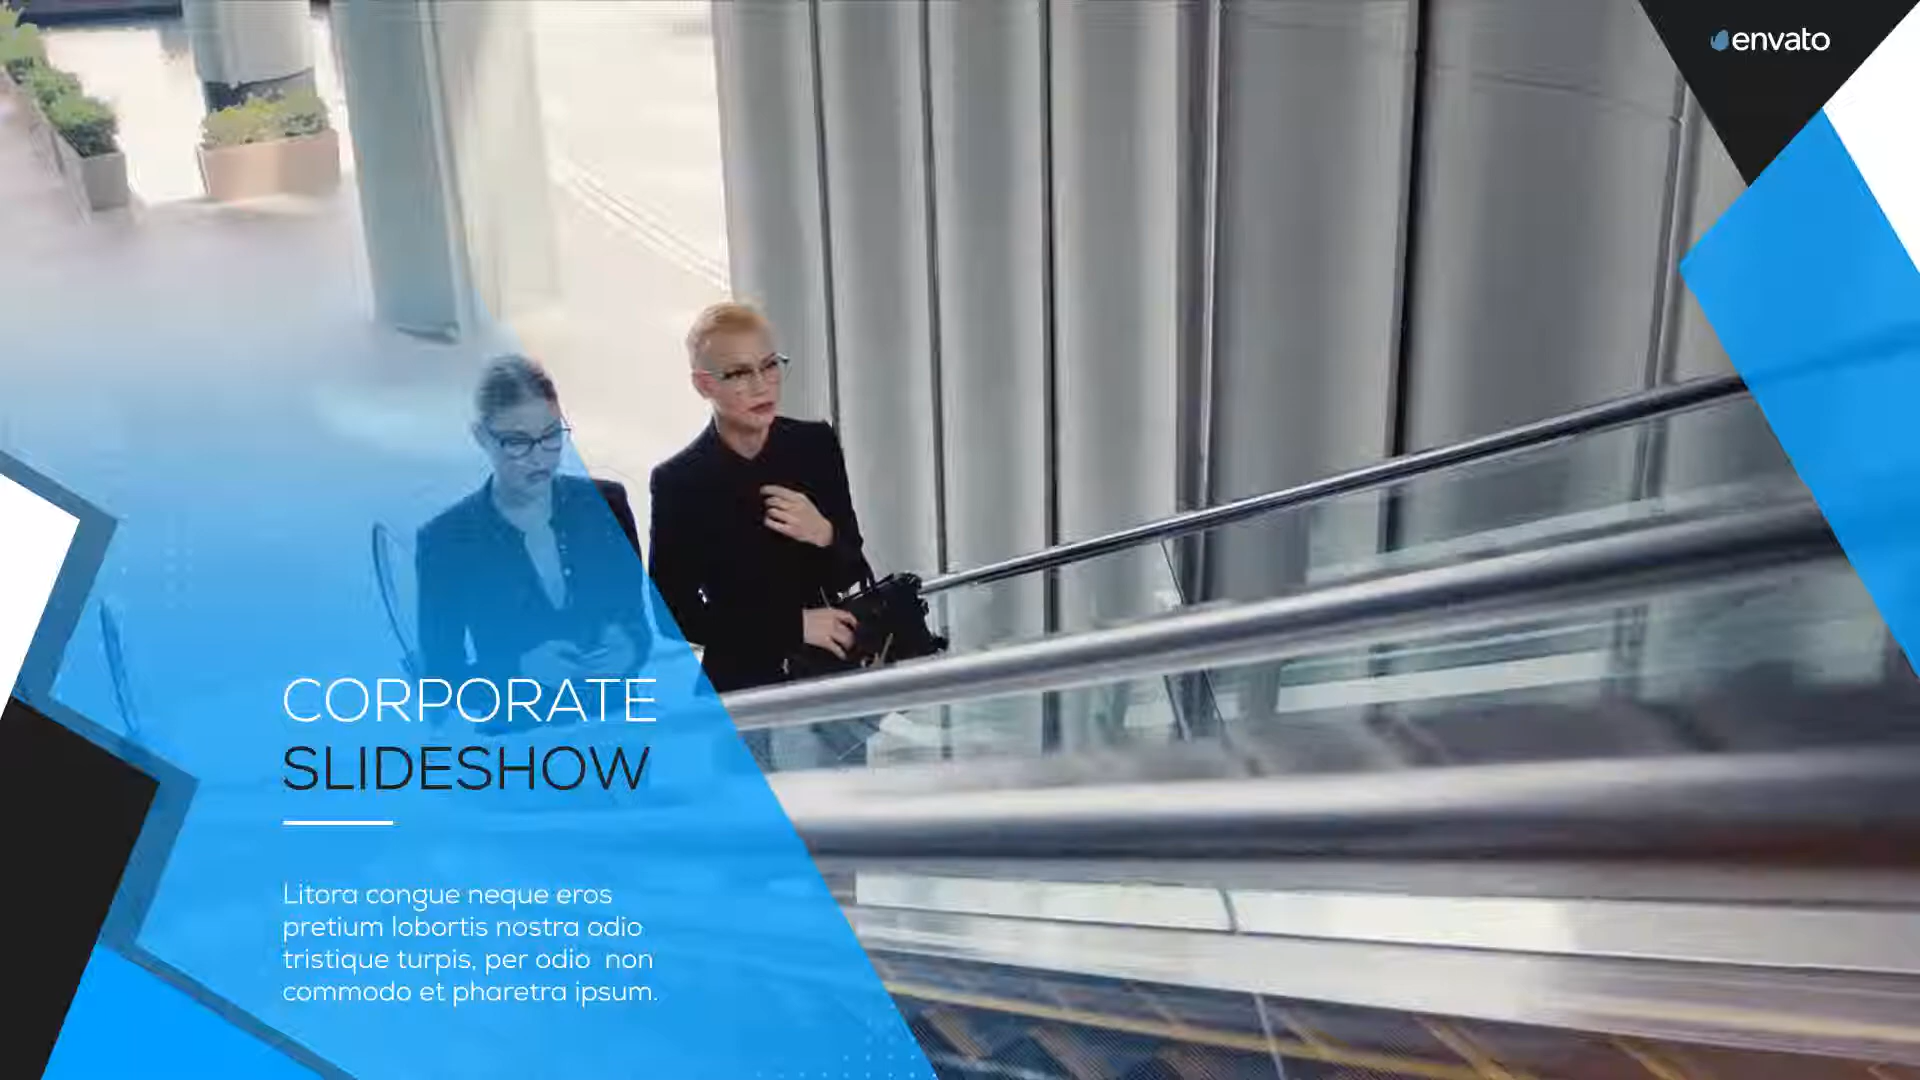 envato
CORPORATE
SLIDESHOW
Litora congue neque eros
pretium lobortis nostra odio
tristique turpis, per odio  non
commodo et pharetra ipsum.